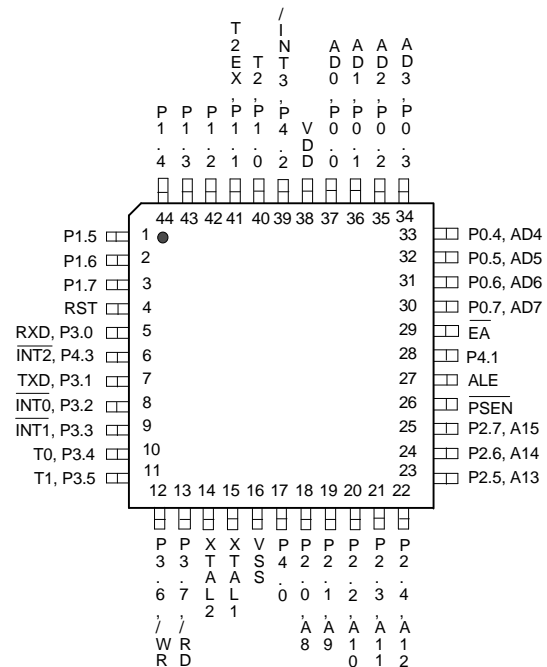 P1.4
P1.3
P1.2
T2EX,P1.1
T2,P1.0
/INT3,P4.2
VDD
AD0,P0.0
AD1,P0.1
AD2,P0.2
AD3,P0.3
44 43 42 41 40 39 38 37 36 35 34
P1.5 1
P1.6 2
P1.7 3
RST 4
RXD, P3.0 5
INT2, P4.3 6
TXD, P3.1 7
INT0, P3.2 8
INT1, P3.3 9
T0, P3.4 10
T1, P3.5 11
33 P0.4, AD4
32 P0.5, AD5
31 P0.6, AD6
30 P0.7, AD7
29 EA
28 P4.1
27 ALE
26 PSEN
25 P2.7, A15
24 P2.6, A14
23 P2.5, A13
12 13 14 15 16 17 18 19 20 21 22
P3.6,/WR
P3.7,/RD
XTAL2
XTAL1
VSS
P4.0
P2.0,A8
P2.1,A9
P2.2,A10
P2.3,A11
P2.4,A12